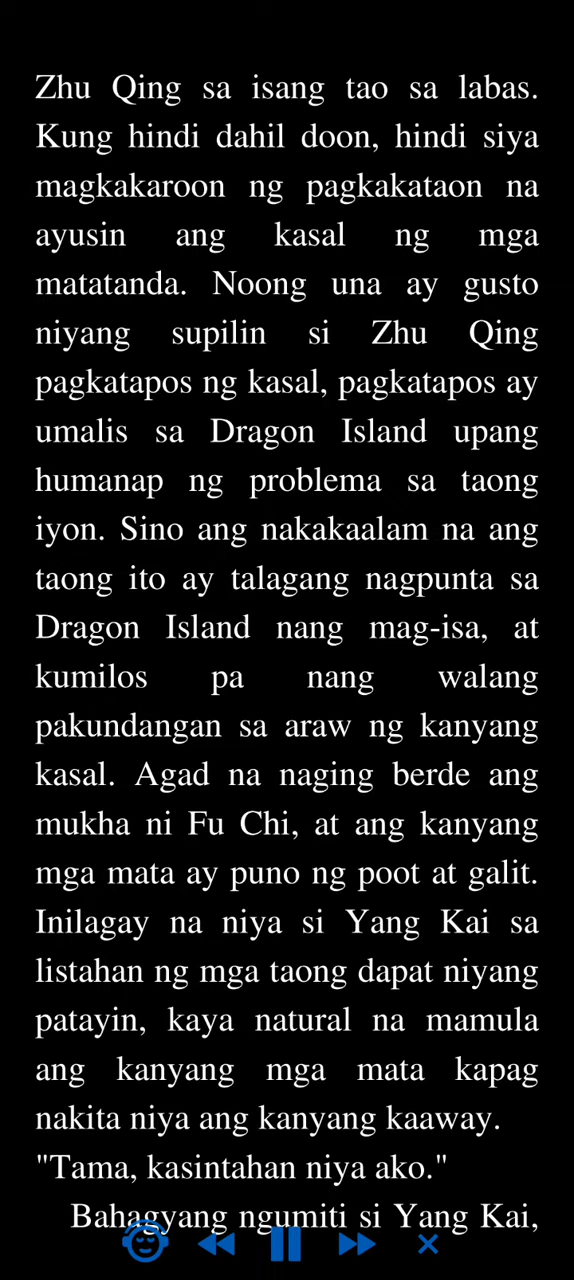 Zhu Qing sa isang tao sa labas.
Kung hindi dahil doon, hindi siya
magkakaroon ng pagkakataon na
ayusin ang kasal ng mga
matatanda. Noong una ay gusto
niyang supilin si Zhu Qing
pagkatapos ng kasal, pagkatapos ay
umalis sa Dragon Island upang
humanap ng problema sa taong
iyon. Sino ang nakakaalam na ang
taong ito ay talagang nagpunta sa
Dragon Island nang mag-isa, at
kumilos pa nang walang
pakundangan sa araw ng kanyang
kasal. Agad na naging berde ang
mukha ni Fu Chi, at ang kanyang
mga mata ay puno ng poot at galit.
Inilagay na niya si Yang Kai sa
listahan ng mga taong dapat niyang
patayin, kaya natural na mamula
ang kanyang mga mata kapag
nakita niya ang kanyang kaaway.
"Tama, kasintahan niya ako."
Bahagyang ngumiti si Yang Kai,